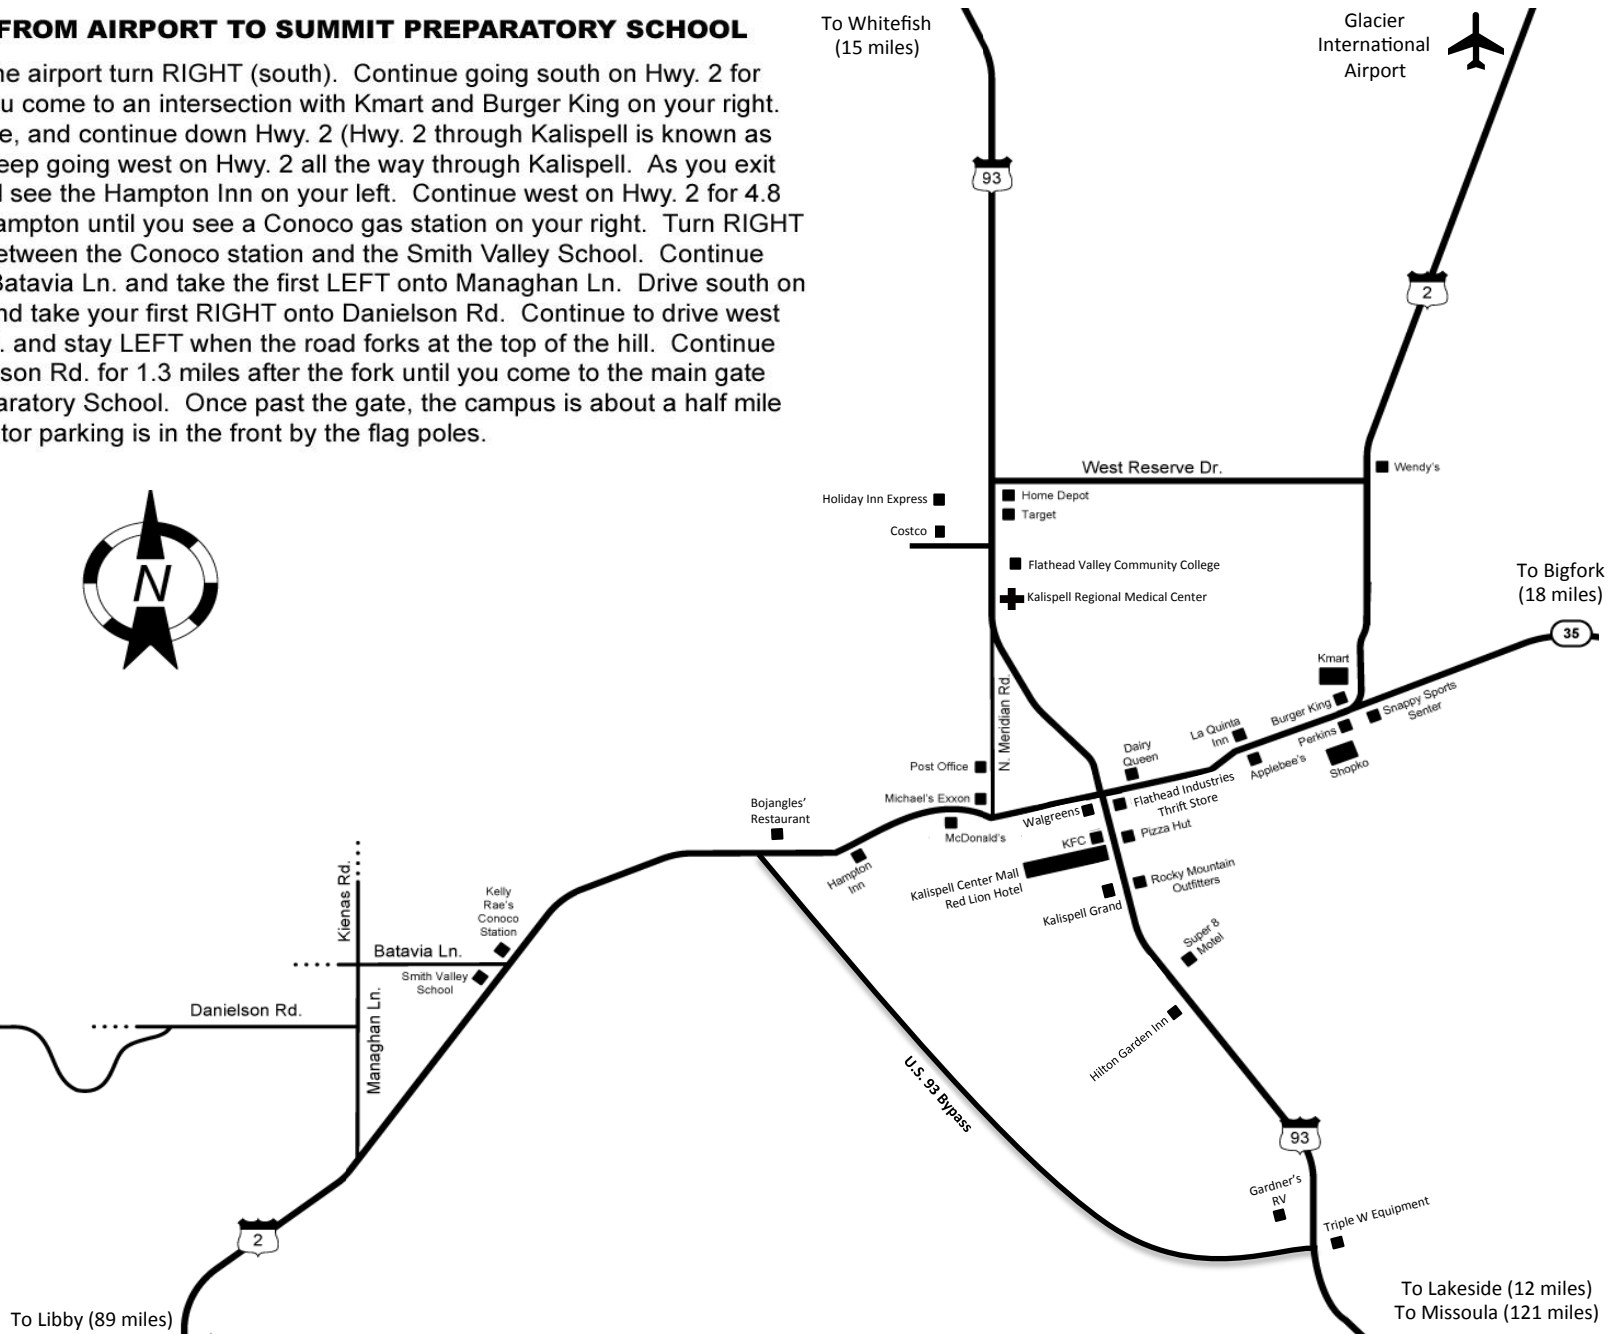 FROM AIRPORT TO SUMMIT PREPARATORY SCHOOL
he airport turn RIGHT (south). Continue going south on Hwy. 2 for
u come to an intersection with Kmart and Burger King on your right.
e, and continue down Hwy. 2 (Hwy. 2 through Kalispell is known as
eep going west on Hwy. 2 all the way through Kalispell. As you exit
l see the Hampton Inn on your left. Continue west on Hwy. 2 for 4.8
ampton until you see a Conoco gas station on your right. Turn RIGHT
etween the Conoco station and the Smith Valley School. Continue
Batavia Ln. and take the first LEFT onto Managhan Ln. Drive south on
nd take your first RIGHT onto Danielson Rd. Continue to drive west
. and stay LEFT when the road forks at the top of the hill. Continue
son Rd. for 1.3 miles after the fork until you come to the main gate
aratory School. Once past the gate, the campus is about a half mile
tor parking is in the front by the flag poles.
To Whitefish
(15 miles)
Glacier
International
Airport
93
2
West Reserve Dr.
Wendy's
Holiday Inn Express
Home Depot
Target
Costco
Flathead Valley Community College
Kalispell Regional Medical Center
To Bigfork
(18 miles)
35
N
Kmart
N. Meridian Rd.
Burger King
Snappy Sports
Senter
La Quinta
Inn
Perkins
Shopko
Applebee's
Dairy
Queen
Post Office
Michael's Exxon
Flathead Industries
Thrift Store
Walgreens
Bojangles'
Restaurant
McDonald's
KFC
Pizza Hut
Hampton
Inn
Kalispell Center Mall
Red Lion Hotel
Rocky Mountain
Outfitters
Kalispell Grand
Kienas Rd.
Kelly
Rae's
Conoco
Station
Super 8
Motel
Batavia Ln.
Smith Valley
School
Danielson Rd.
Managhan Ln.
Hilton Garden Inn
U.S. 93 Bypass
93
Gardner's
RV
Triple W Equipment
2
To Lakeside (12 miles)
To Missoula (121 miles)
To Libby (89 miles)